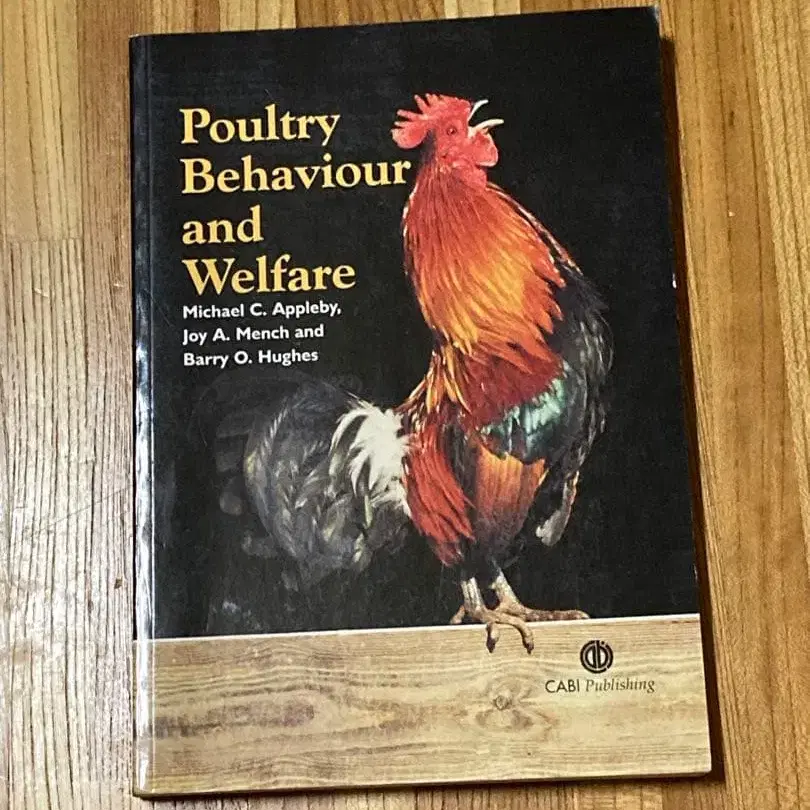 Poultry
Behaviour
and
Welfare
Michael C. Appleby,
Joy A. Mench and
Barry O. Hughes
CABI Publishing